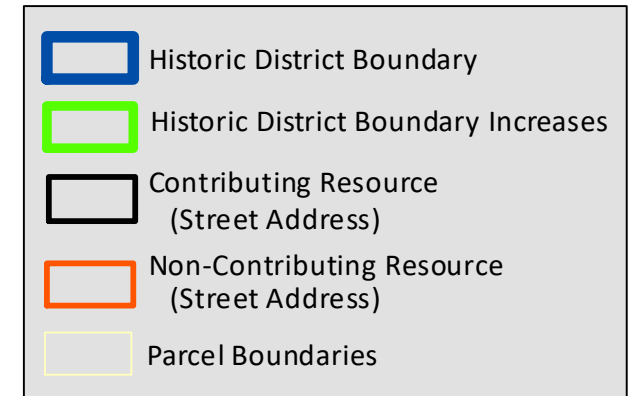 Historic District Boundary
Historic District Boundary Increases
Contributing Resource
(Street Address)
Non-Contributing Resource
(Street Address)
Parcel Boundaries